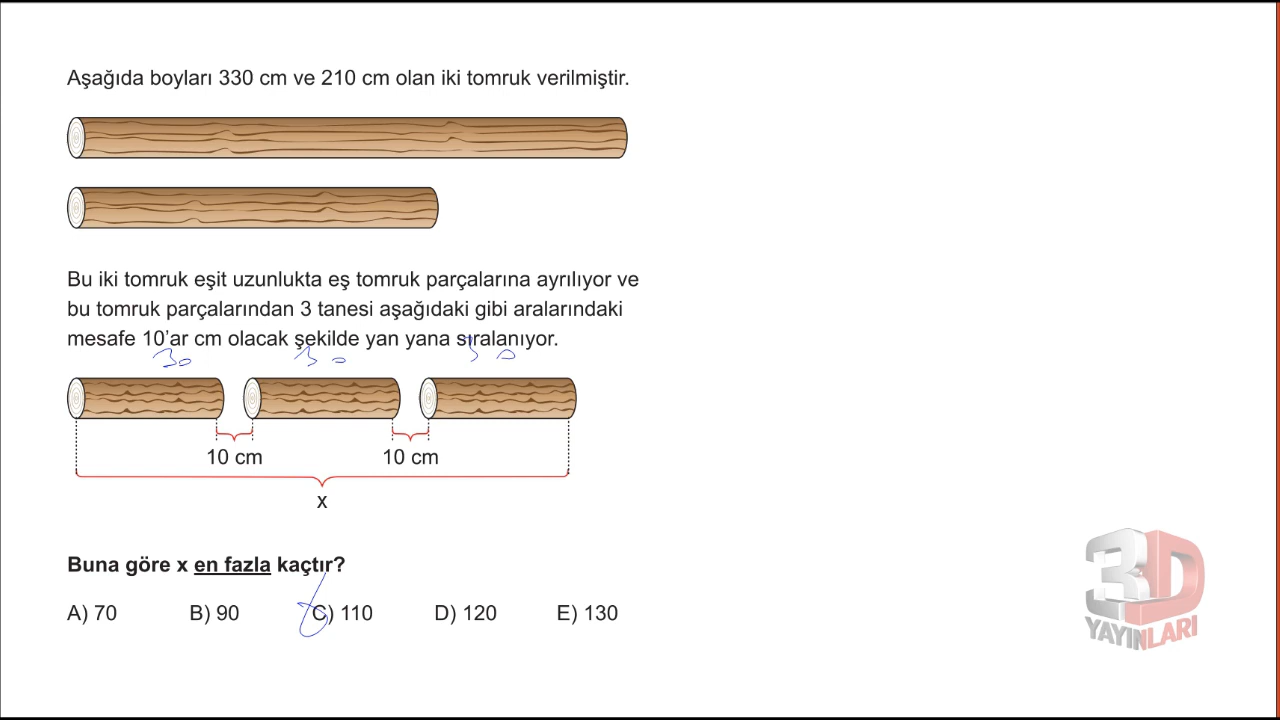 Aşağıda boyları 330 cm ve 210 cm olan iki tomruk verilmiştir.
Bu iki tomruk eşit uzunlukta eş tomruk parçalarına ayrılıyor ve
bu tomruk parçalarından 3 tanesi aşağıdaki gibi aralarındaki
mesafe 10’ar cm olacak şekilde yan yana sıralanıyor.
30 30 30
10 cm 10 cm
x
Buna göre x en fazla kaçtır?
A) 70 B) 90 C) 110 D) 120 E) 130
3D
YAYINLARI